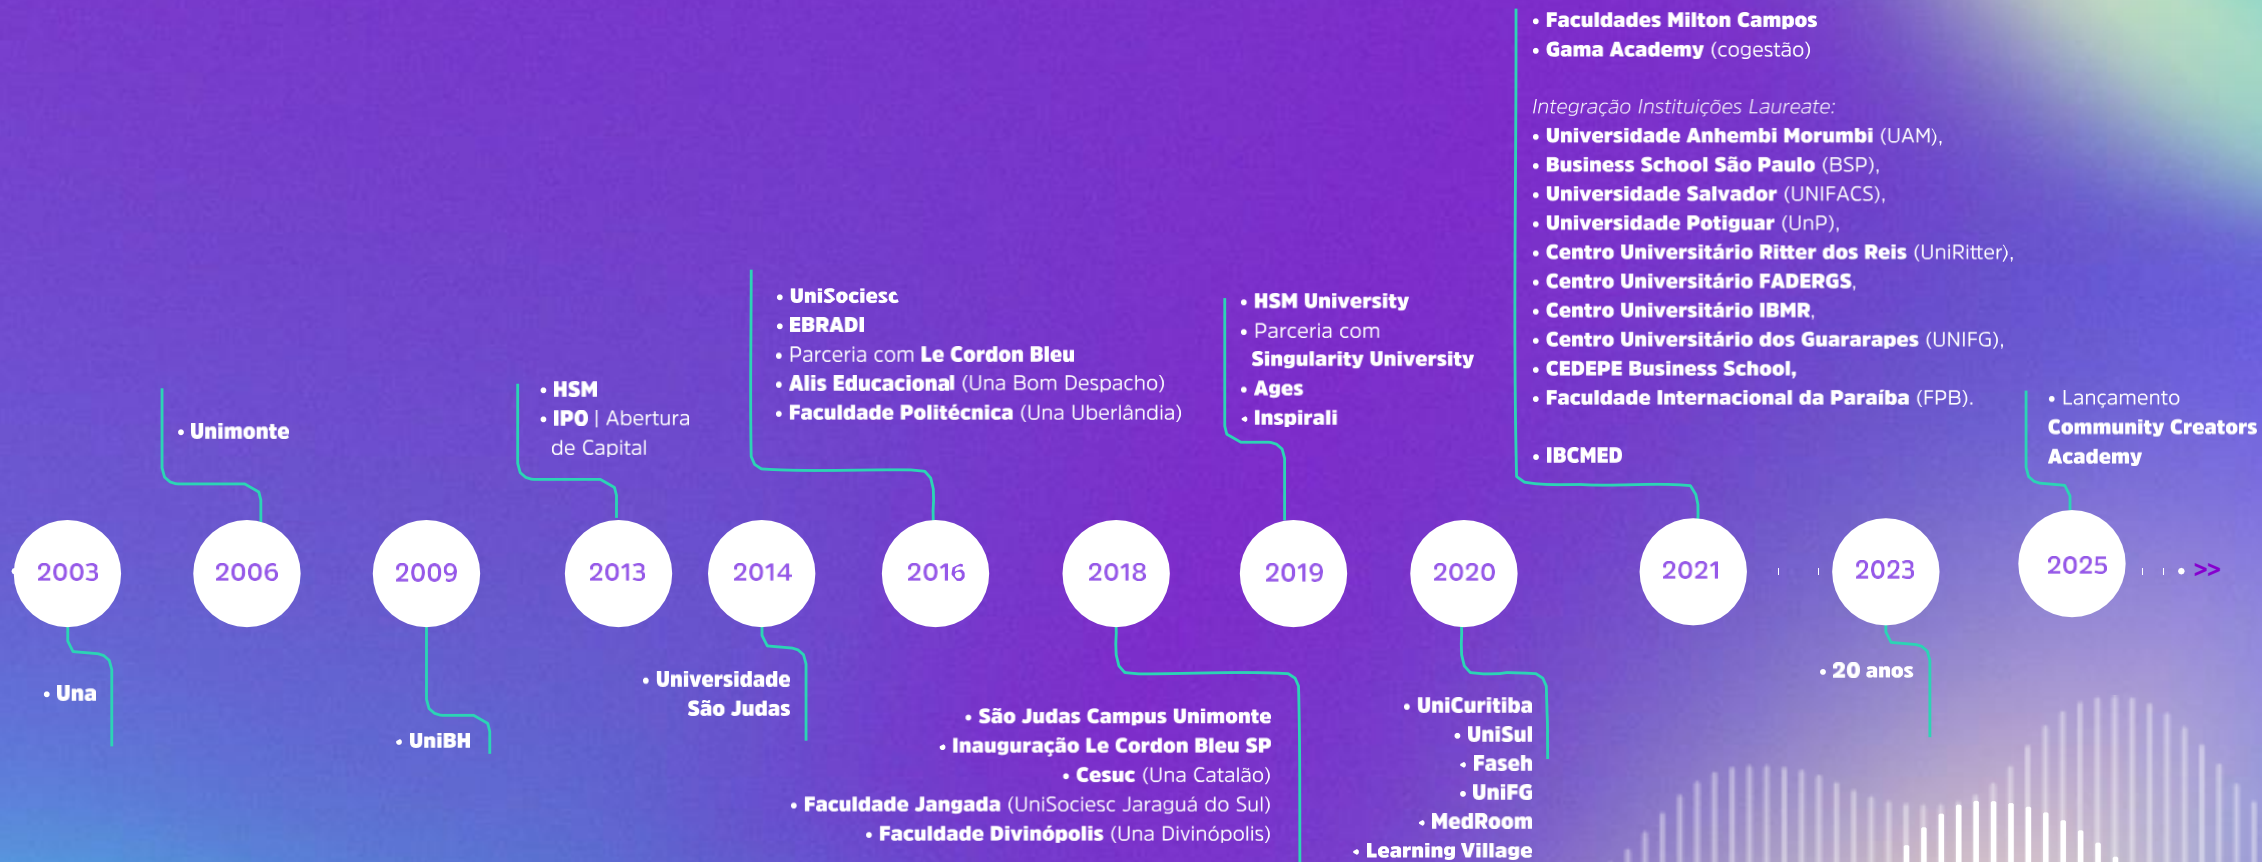 2003
• Una
• Unimonte
2006
2009
• UniBH
• HSM
• IPO | Abertura
de Capital
2013
2014
• Universidade
São Judas
• UniSociesc
• EBRADI
• Parceria com Le Cordon Bleu
• Alis Educacional (Una Bom Despacho)
• Faculdade Politécnica (Una Uberlândia)
2016
2018
• São Judas Campus Unimonte
• Inauguração Le Cordon Bleu SP
• Cesuc (Una Catalão)
• Faculdade Jangada (UniSociesc Jaraguá do Sul)
• Faculdade Divinópolis (Una Divinópolis)
• HSM University
• Parceria com
Singularity University
• Ages
• Inspirali
2019
2020
• UniCuritiba
• UniSul
• Faseh
• UniFG
• MedRoom
• Learning Village
• Faculdades Milton Campos
• Gama Academy (cogestão)
Integração Instituições Laureate:
• Universidade Anhembi Morumbi (UAM),
• Business School São Paulo (BSP),
• Universidade Salvador (UNIFACS),
• Universidade Potiguar (UnP),
• Centro Universitário Ritter dos Reis (UniRitter),
• Centro Universitário FADERGS,
• Centro Universitário IBMR,
• Centro Universitário dos Guararapes (UNIFG),
• CEDEPE Business School,
• Faculdade Internacional da Paraíba (FPB).
• IBCMED
2021
2023
• 20 anos
• Lançamento
Community Creators
Academy
2025
>>